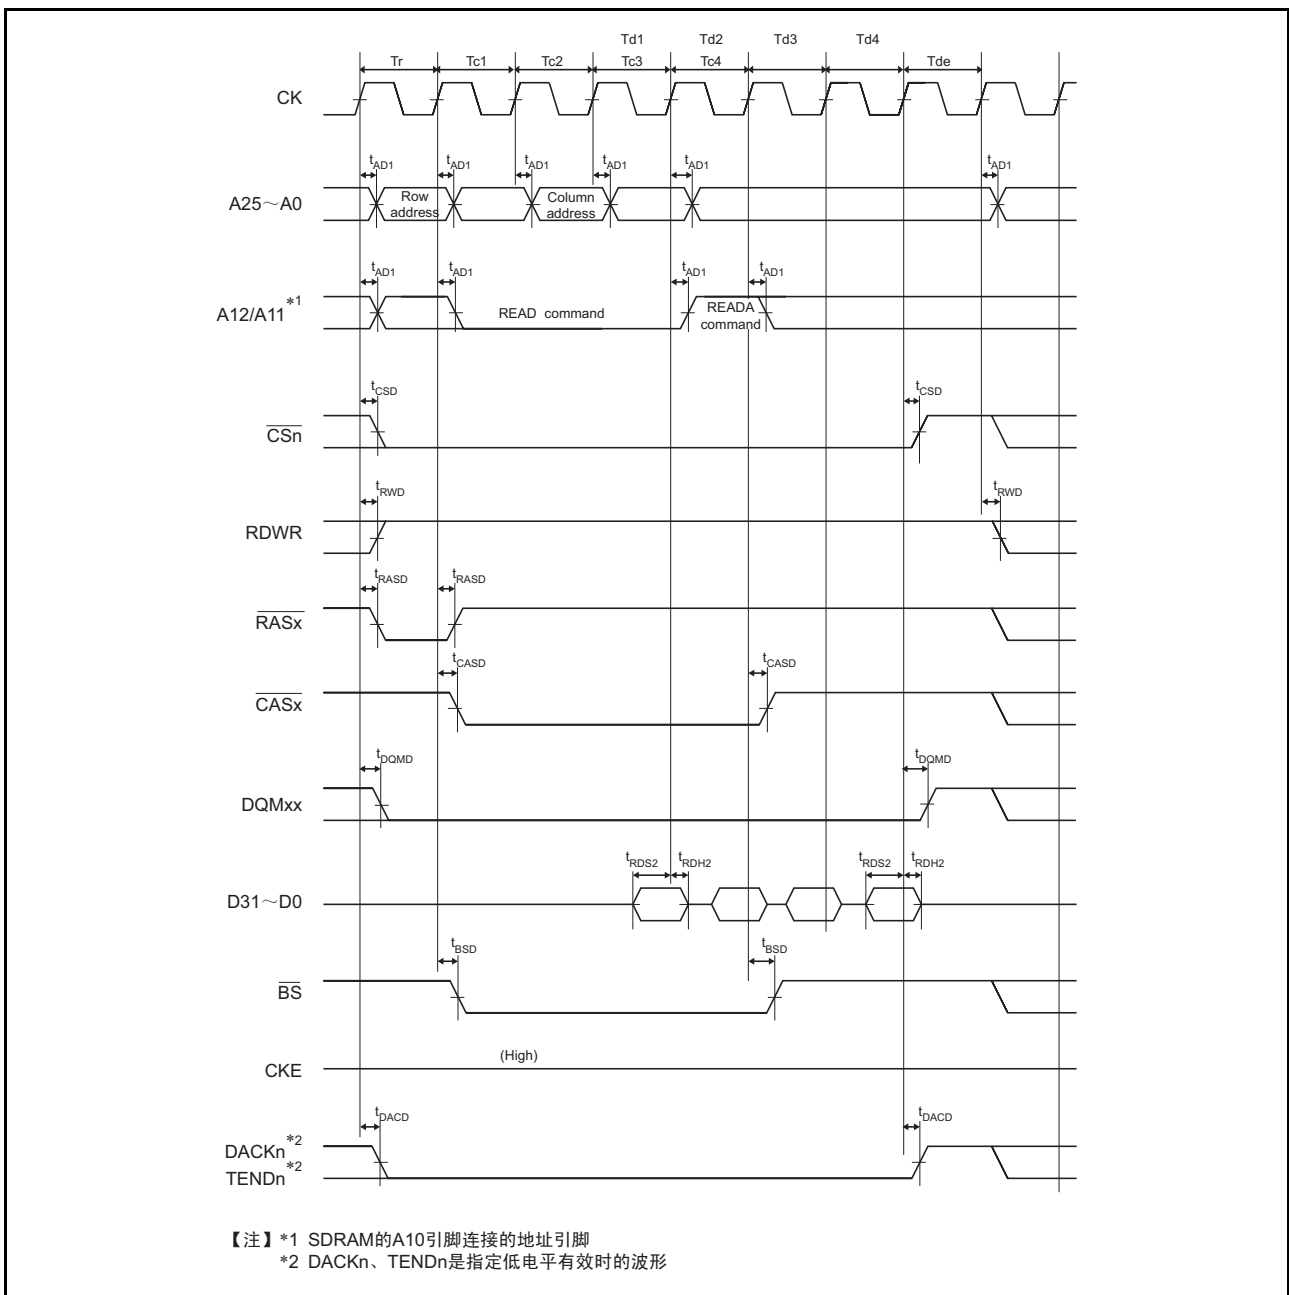 Td1 Td2 Td3 Td4
Tr Tc1 Tc2 Tc3 Tc4 Tde
CK
tAD1 tAD1 tAD1 tAD1 tAD1 tAD1
A25～A0
Row address
Column address
tAD1 tAD1 tAD1 tAD1
A12/A11 *1
READ command
READA command
tCSD tCSD
CSn
tRWD tRWD
RDWR
tRASD tRASD
RASx
tCASD tCASD
CASx
tDQMD tDQMD
DQMxx
tRDS2 tRDH2 tRDS2 tRDH2
D31～D0
tBSD tBSD
BS
(High)
CKE
tDACD tDACD
DACKn*2
TENDn*2
【注】*1 SDRAM的A10引脚连接的地址引脚
*2 DACKn、TENDn是指定低电平有效时的波形